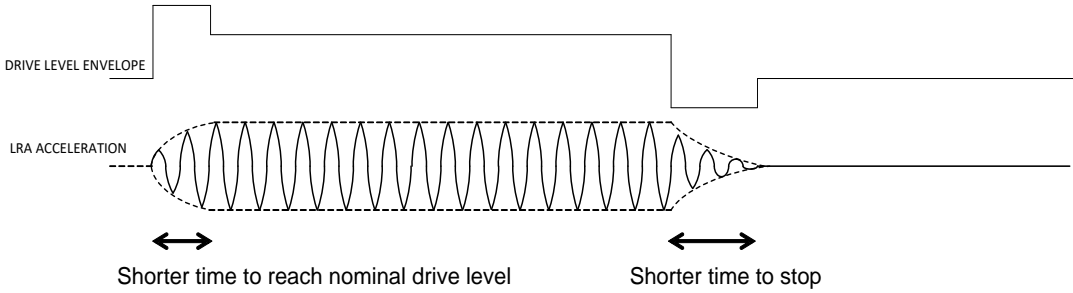 DRIVE LEVEL ENVELOPE
LRA ACCELERATION
Shorter time to reach nominal drive level
Shorter time to stop